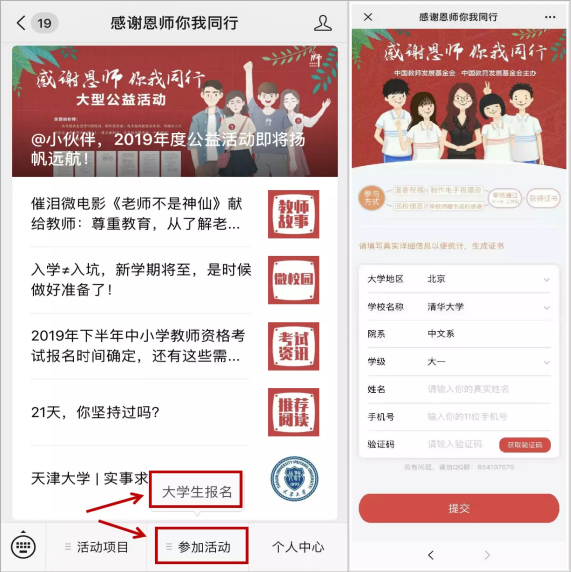 19
感谢恩师你我同行
感谢恩师 你我同行
大型公益活动
@小伙伴，2019年度公益活动即将扬
帆远航！
催泪微电影《老师不是神仙》献
给教师：尊重教育，从了解老...
教师
故事
入学≠入坑，新学期将至，是时候
做好准备了！
微校园
2019年下半年中小学教师资格考
试报名时间确定，还有这些需...
考试
资讯
21天，你坚持过吗？
推荐
阅读
天津大学 | 实事求
大学生报名
活动项目
参加活动
个人中心
感谢恩师你我同行
感谢恩师 你我同行
中国教师发展基金会 中国教育发展基金会主办
参与
方式
制作电子祝福卡
获得证书
请填写真实详细信息以便统计，生成证书
大学地区 北京
学校名称 清华大学
院系 中文系
学级 大一
姓名 请输入你的真实姓名
手机号 输入你的11位手机号
验证码 请输入验证码 获取验证码
提交